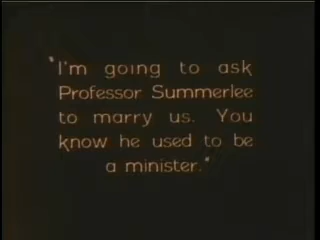 "I'm going to ask
Professor Summerlee
to marry us. You
know he used to be
a minister."